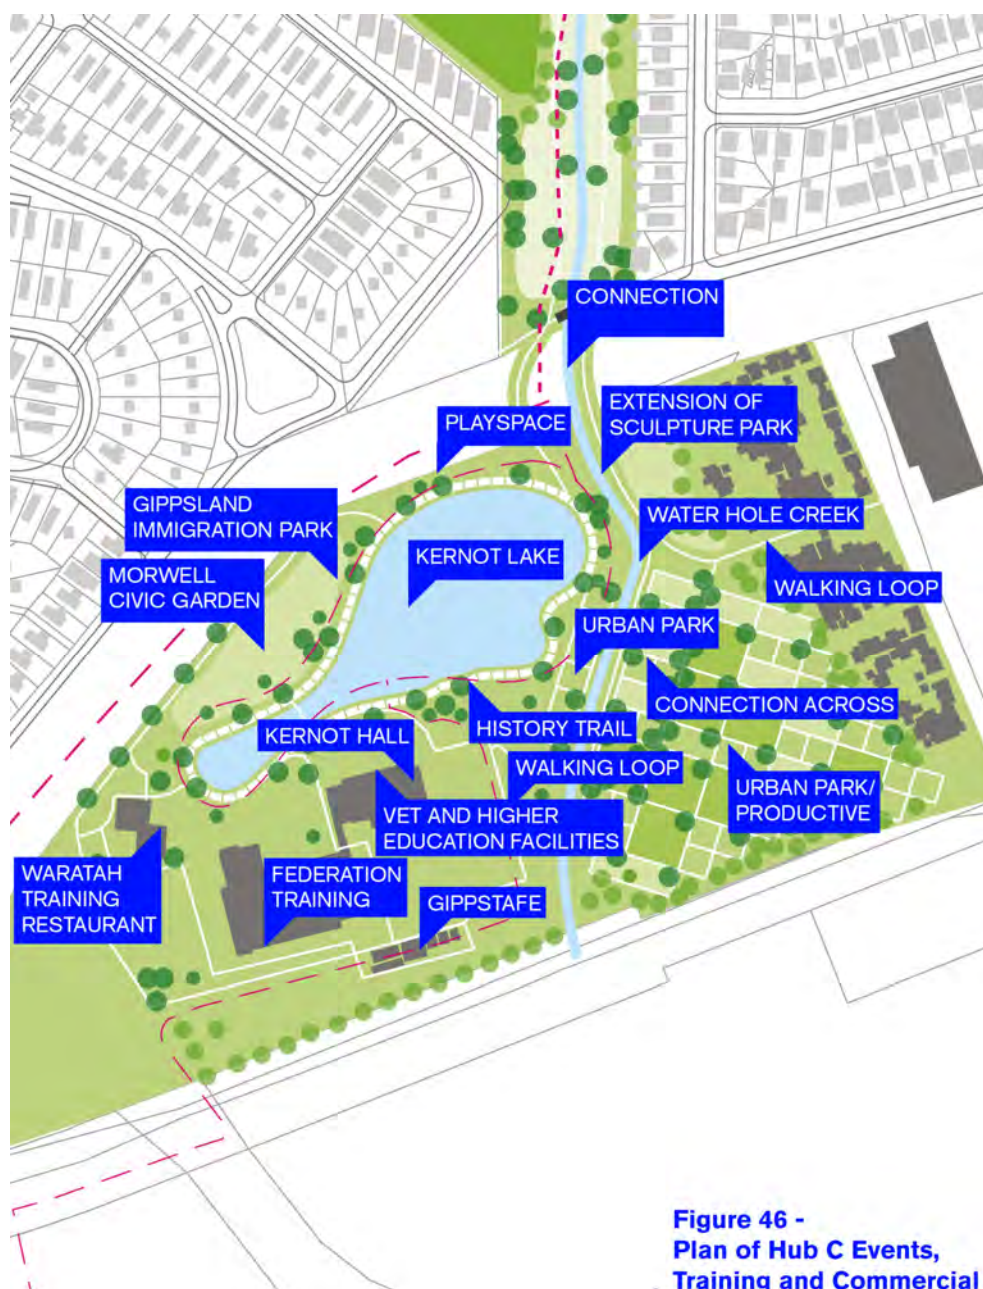 CONNECTION
EXTENSION OF
SCULPTURE PARK
PLAYSPACE
GIPPSLAND
IMMIGRATION PARK
WATER HOLE CREEK
KERNOT LAKE
MORWELL
CIVIC GARDEN
WALKING LOOP
URBAN PARK
CONNECTION ACROSS
HISTORY TRAIL
KERNOT HALL
WALKING LOOP
URBAN PARK/
PRODUCTIVE
VET AND HIGHER
EDUCATION FACILITIES
WARATAH
TRAINING
RESTAURANT
FEDERATION
TRAINING
GIPPSTAFE
Figure 46 -
Plan of Hub C Events,
Training and Commercial